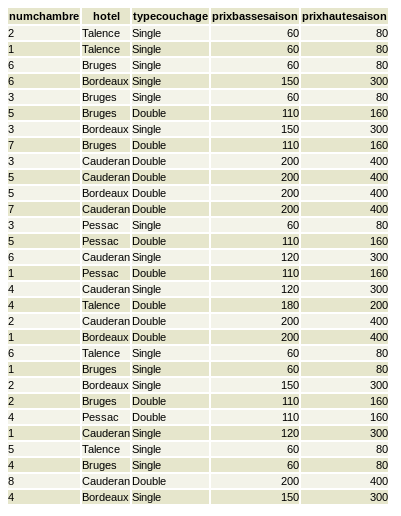 numchambre hotel typecouchage prixbassesaison prixhautesaison
2 Talence Single 60 80
1 Talence Single 60 80
6 Bruges Single 60 80
6 Bordeaux Single 150 300
3 Bruges Single 60 80
5 Bruges Double 110 160
3 Bordeaux Single 150 300
7 Bruges Double 110 160
3 Cauderan Double 200 400
5 Cauderan Double 200 400
5 Bordeaux Double 200 400
7 Cauderan Double 200 400
3 Pessac Single 60 80
5 Pessac Double 110 160
6 Cauderan Single 120 300
1 Pessac Double 110 160
4 Cauderan Single 120 300
4 Talence Double 180 200
2 Cauderan Double 200 400
1 Bordeaux Double 200 400
6 Talence Single 60 80
1 Bruges Single 60 80
2 Bordeaux Single 150 300
2 Bruges Double 110 160
4 Pessac Double 110 160
1 Cauderan Single 120 300
5 Talence Single 60 80
4 Bruges Single 60 80
8 Cauderan Double 200 400
4 Bordeaux Single 150 300